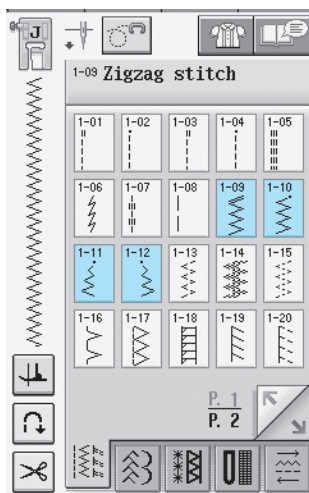 J
1-09 Zigzag stitch
1-01 1-02 1-03 1-04 1-05
1-06 1-07 1-08 1-09 1-10
1-11 1-12 1-13 1-14 1-15
1-16 1-17 1-18 1-19 1-20
P. 1
P. 2